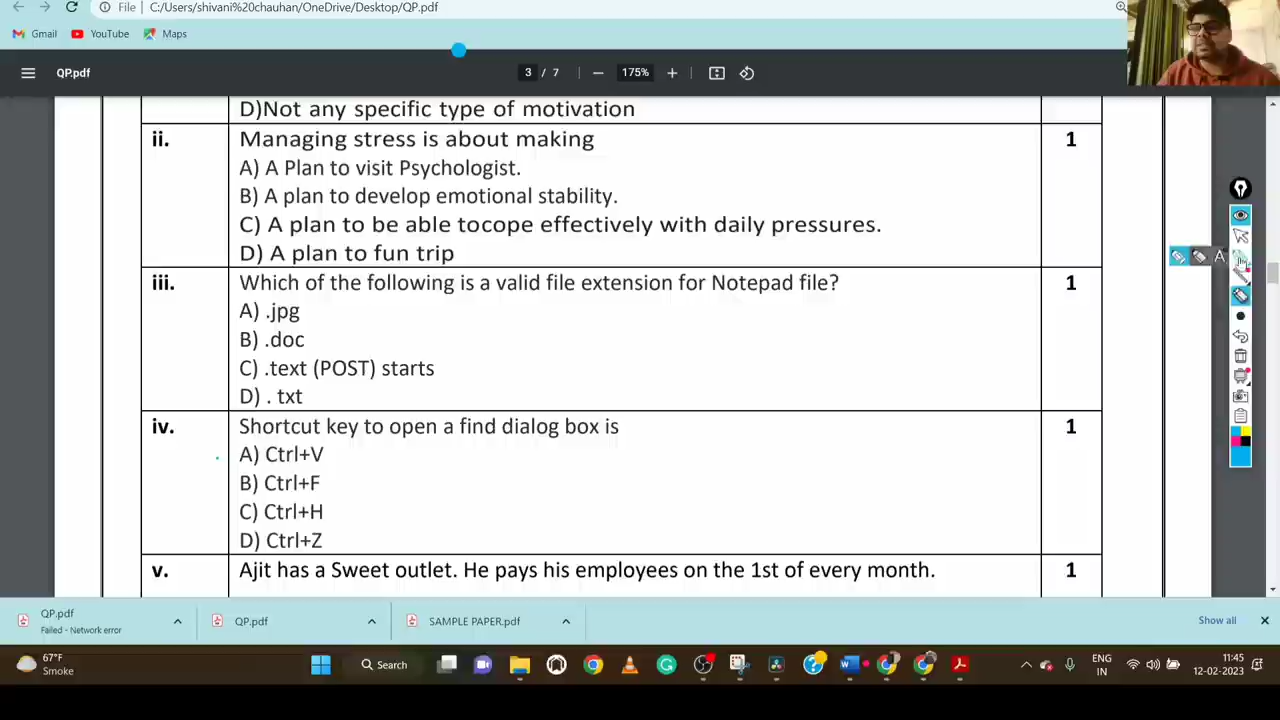 File
C:/Users/shivani%20chauhan/OneDrive/Desktop/QP.pdf
Gmail YouTube Maps
QP.pdf
3 / 7
175%
D)Not any specific type of motivation
ii. Managing stress is about making 1
A) A Plan to visit Psychologist.
B) A plan to develop emotional stability.
C) A plan to be able tocope effectively with daily pressures.
D) A plan to fun trip
iii. Which of the following is a valid file extension for Notepad file? 1
A) .jpg
B) .doc
C) .text (POST) starts
D) . txt
iv. Shortcut key to open a find dialog box is 1
A) Ctrl+V
B) Ctrl+F
C) Ctrl+H
D) Ctrl+Z
v. Ajit has a Sweet outlet. He pays his employees on the 1st of every month. 1
A
QP.pdf
Failed - Network error
QP.pdf
SAMPLE PAPER.pdf
Show all
67°F
Smoke
Search
ENG
IN
11:45
12-02-2023